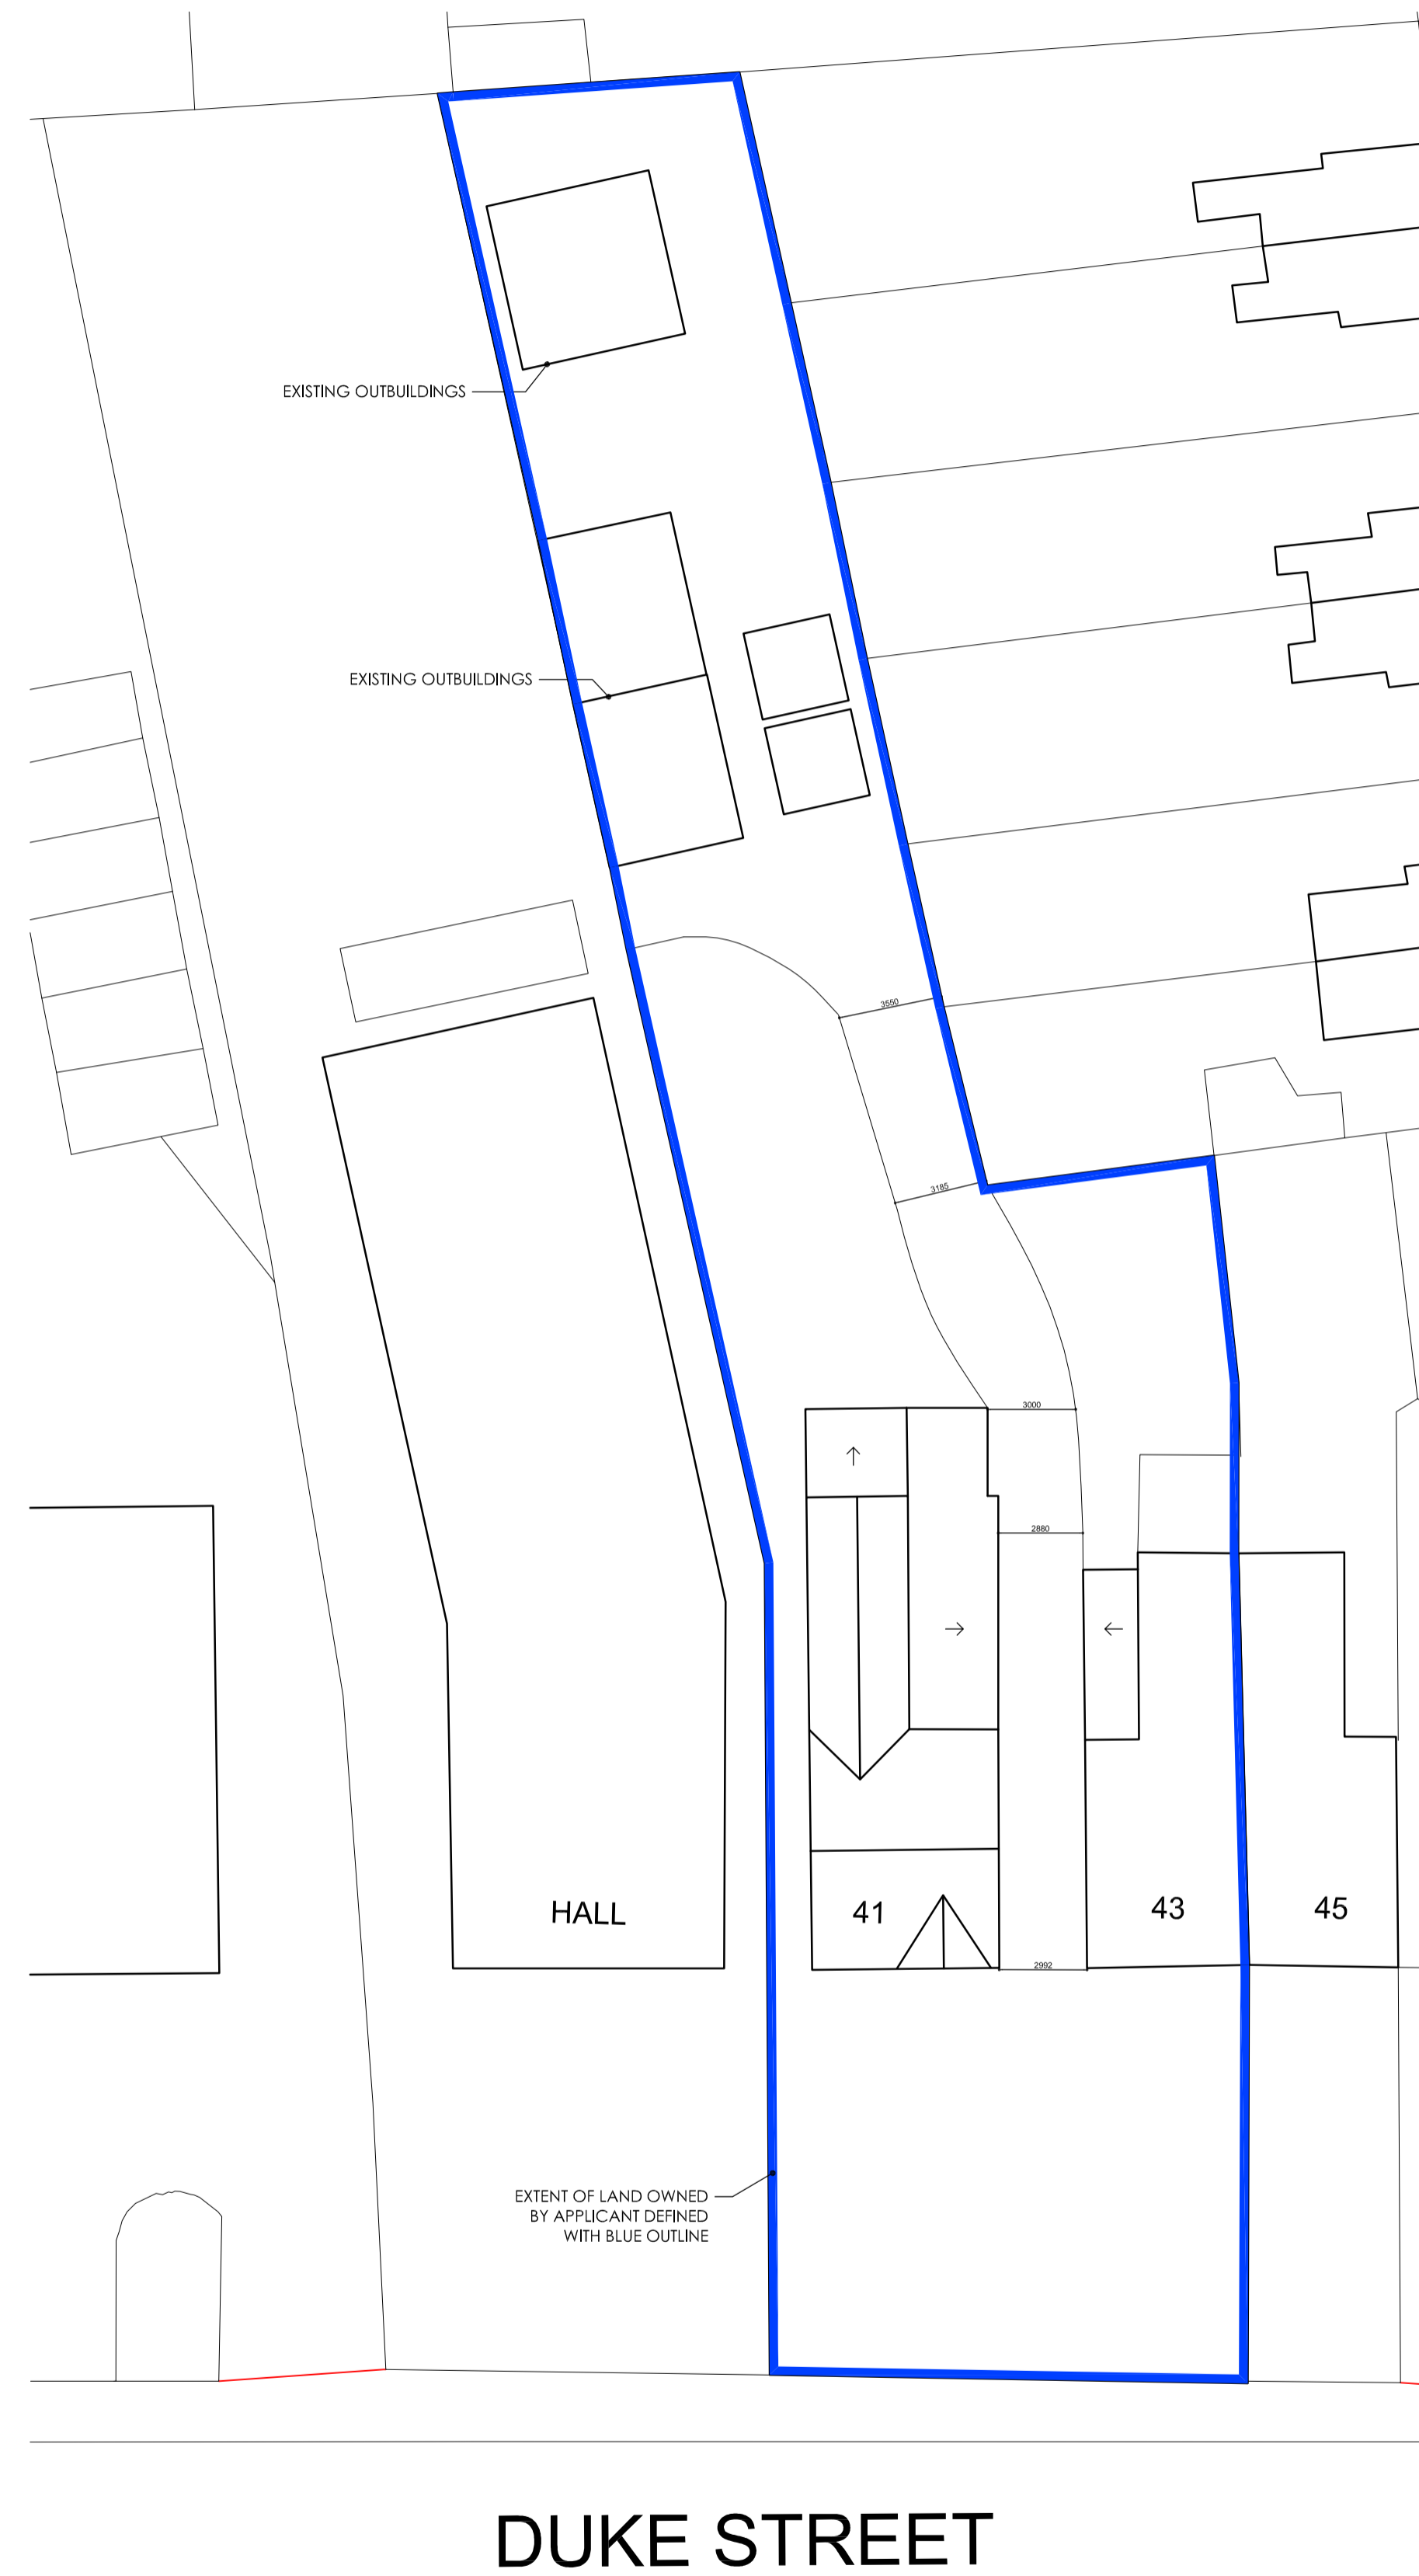 EXISTING OUTBUILDINGS
EXISTING OUTBUILDINGS
3550
3185
3000
2880
HALL
41
43
45
2992
EXTENT OF LAND OWNED
BY APPLICANT DEFINED
WITH BLUE OUTLINE
DUKE STREET